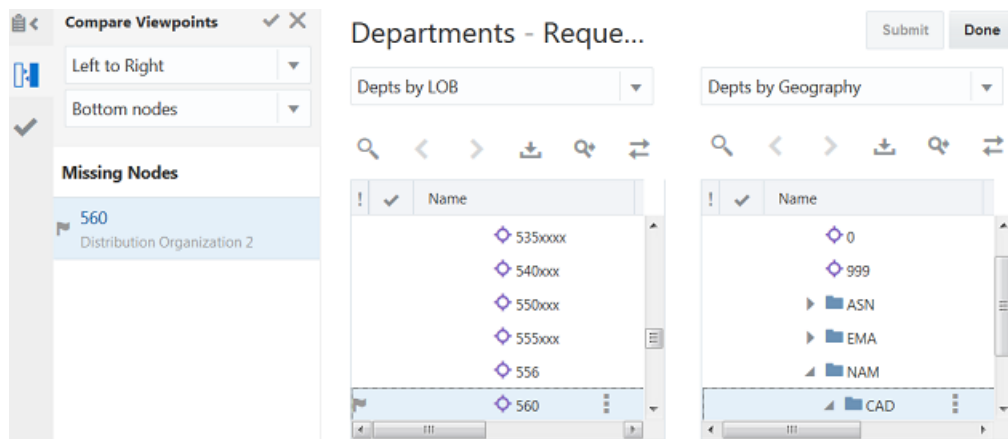 Compare Viewpoints
Left to Right
Bottom nodes
Missing Nodes
560
Distribution Organization 2
Departments - Reque...
Submit
Done
Depts by LOB
! Name
535xxxx
540xxx
550xxx
555xxx
556
560
Depts by Geography
! Name
0
999
ASN
EMA
NAM
CAD